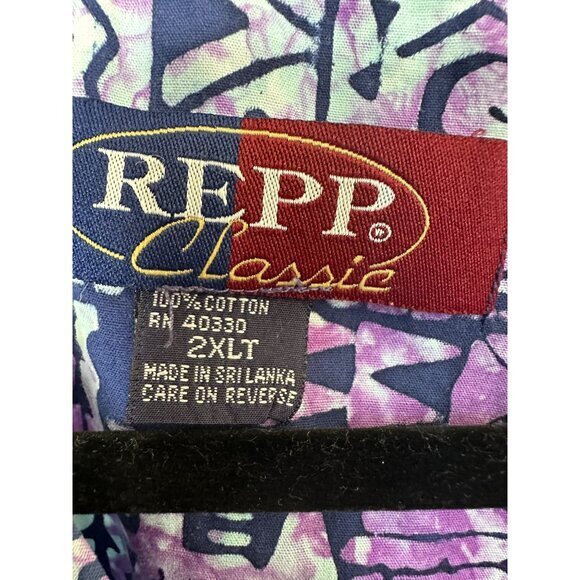 REPP®
Classic
100% COTTON
RN 40330
2XLT
MADE IN SRI LANKA
CARE ON REVERSE